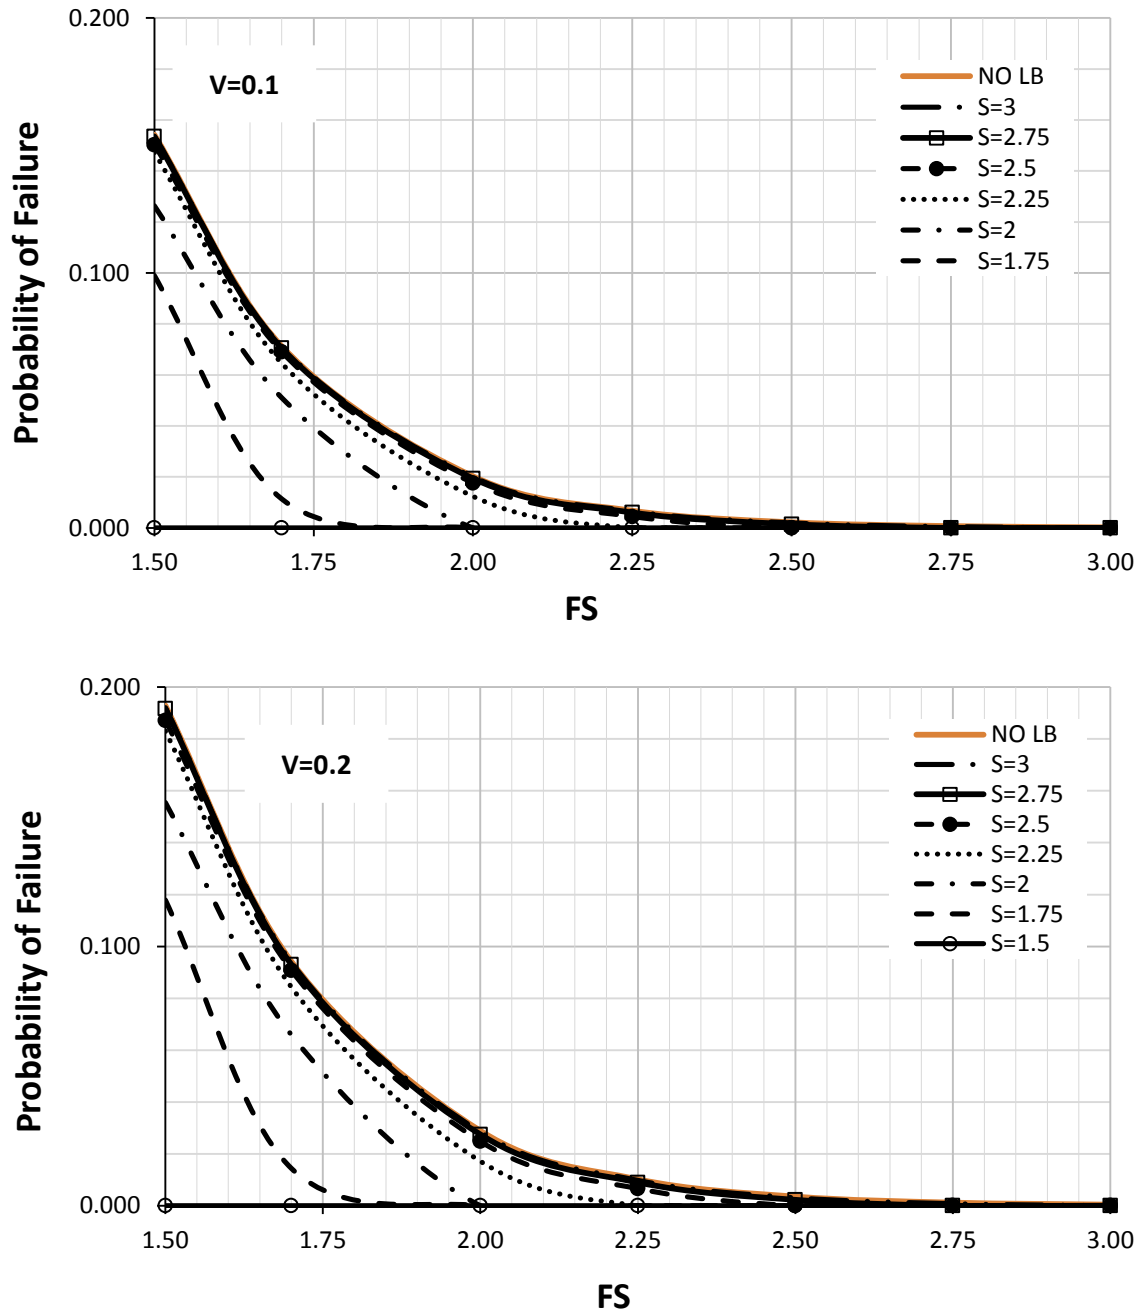 0.200
V=0.1
NO LB
S=3
S=2.75
S=2.5
S=2.25
S=2
S=1.75
Probability of Failure
0.100
0.000
1.50 1.75 2.00 2.25 2.50 2.75 3.00
FS
0.200
V=0.2
NO LB
S=3
S=2.75
S=2.5
S=2.25
S=2
S=1.75
S=1.5
Probability of Failure
0.100
0.000
1.50 1.75 2.00 2.25 2.50 2.75 3.00
FS